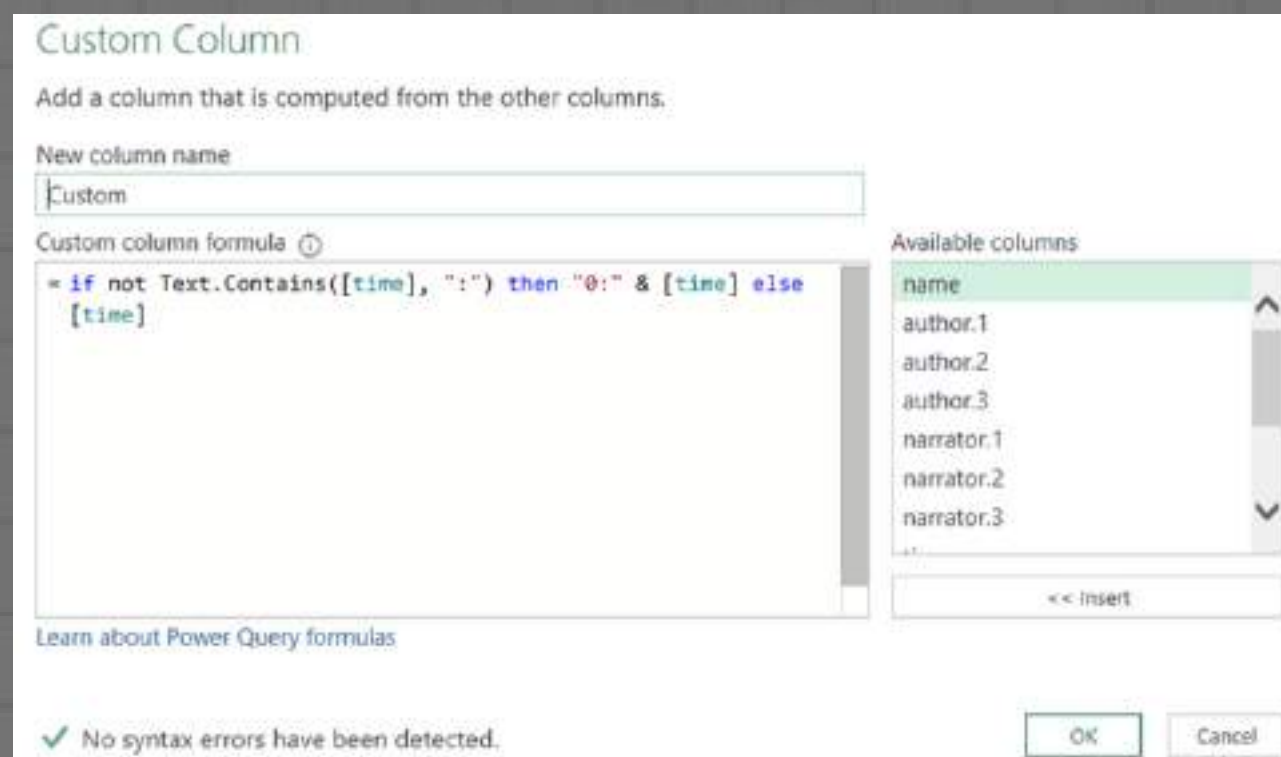 Custom Column
Add a column that is computed from the other columns.
New column name
Custom
Custom column formula
Available columns
= if not Text.Contains([time], ":") then "0:" & [time] else
[time]
name
author.1
author.2
author.3
narrator.1
narrator.2
narrator.3
<< Insert
Learn about Power Query formulas
No syntax errors have been detected.
OK
Cancel